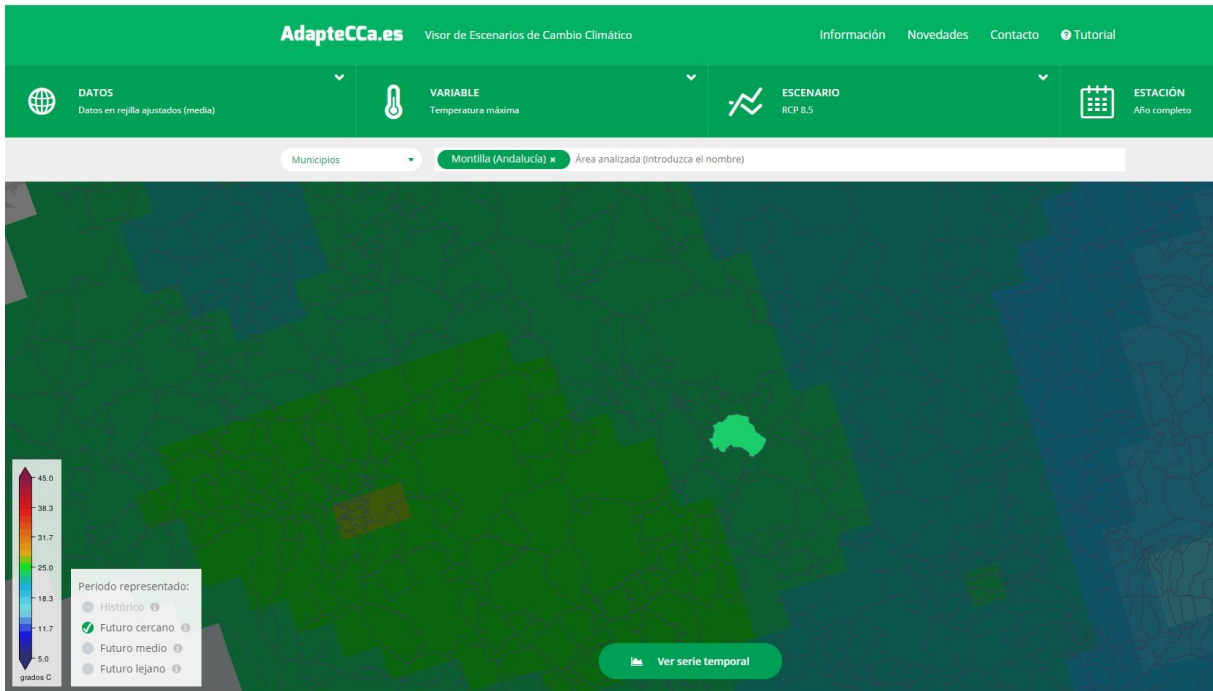 AdapteCCa.es Visor de Escenarios de Cambio Climático Información Novedades Contacto Tutorial
DATOS
Datos en rejilla ajustados (media)
VARIABLE
Temperatura máxima
ESCENARIO
RCP 8.5
ESTACIÓN
Año completo
Municipios
Montilla (Andalucía) × Área analizada (introduzca el nombre)
45.0
38.3
31.7
25.0
18.3
11.7
5.0
grados C
Periodo representado:
Histórico
Futuro cercano
Futuro medio
Futuro lejano
Ver serie temporal